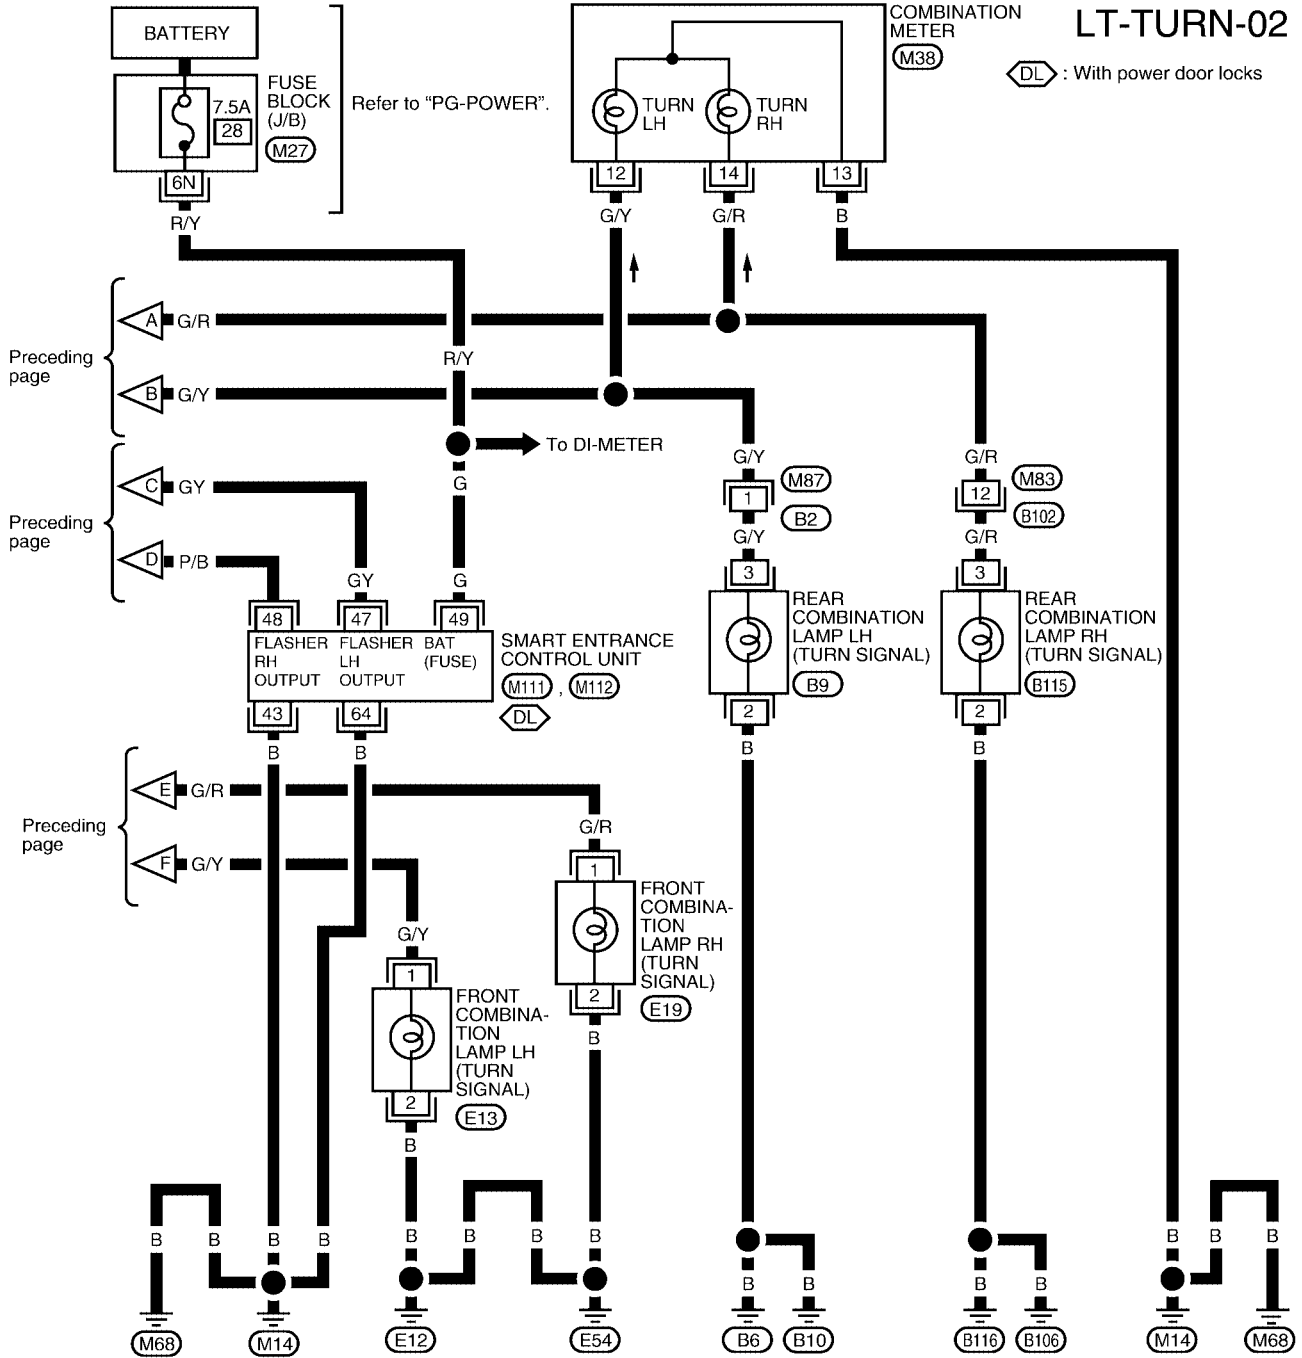 LT-TURN-02
DL : With power door locks
BATTERY
FUSE
BLOCK
(J/B)
M27
7.5A
28
6N
R/Y
Refer to “PG-POWER”.
COMBINATION
METER
M38
TURN
LH
TURN
RH
12
14
13
G/Y
G/R
B
Preceding
page
A
G/R
B
G/Y
R/Y
To DI-METER
G
G
Preceding
page
C
GY
D
P/B
GY
48
47
49
FLASHER
RH
OUTPUT
FLASHER
LH
OUTPUT
BAT
(FUSE)
43
64
SMART ENTRANCE
CONTROL UNIT
M111 , M112
DL
B
B
G/Y
1
M87
B2
G/Y
3
REAR
COMBINATION
LAMP LH
(TURN SIGNAL)
B9
2
B
G/R
12
M83
B102
G/R
3
REAR
COMBINATION
LAMP RH
(TURN SIGNAL)
B115
2
B
Preceding
page
E
G/R
F
G/Y
G/R
1
FRONT
COMBINA-
TION
LAMP RH
(TURN
SIGNAL)
E19
2
B
G/Y
1
FRONT
COMBINA-
TION
LAMP LH
(TURN
SIGNAL)
E13
2
B
B B B B B B B B B B B
B B B B
M68 M14 E12 E54 B6 B10 B116 B106 M14 M68